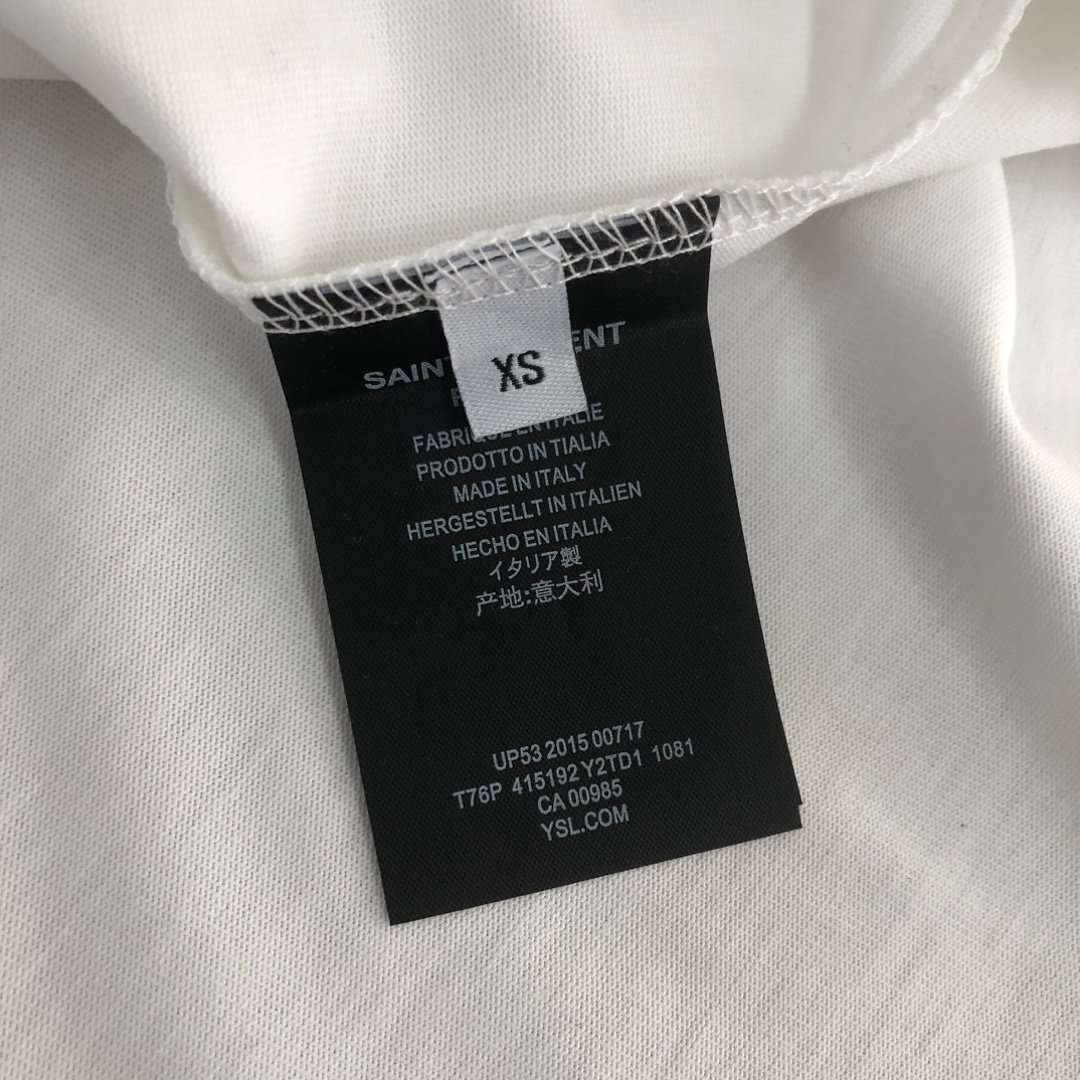 XS
SAINT ENT
FABRIQUE EN ITALIE
PRODOTTO IN TIALIA
MADE IN ITALY
HERGESTELLT IN ITALIEN
HECHO EN ITALIA
イタリア製
产地:意大利
UP53 2015 00717
T76P 415192 Y2TD1 1081
CA 00985
YSL.COM